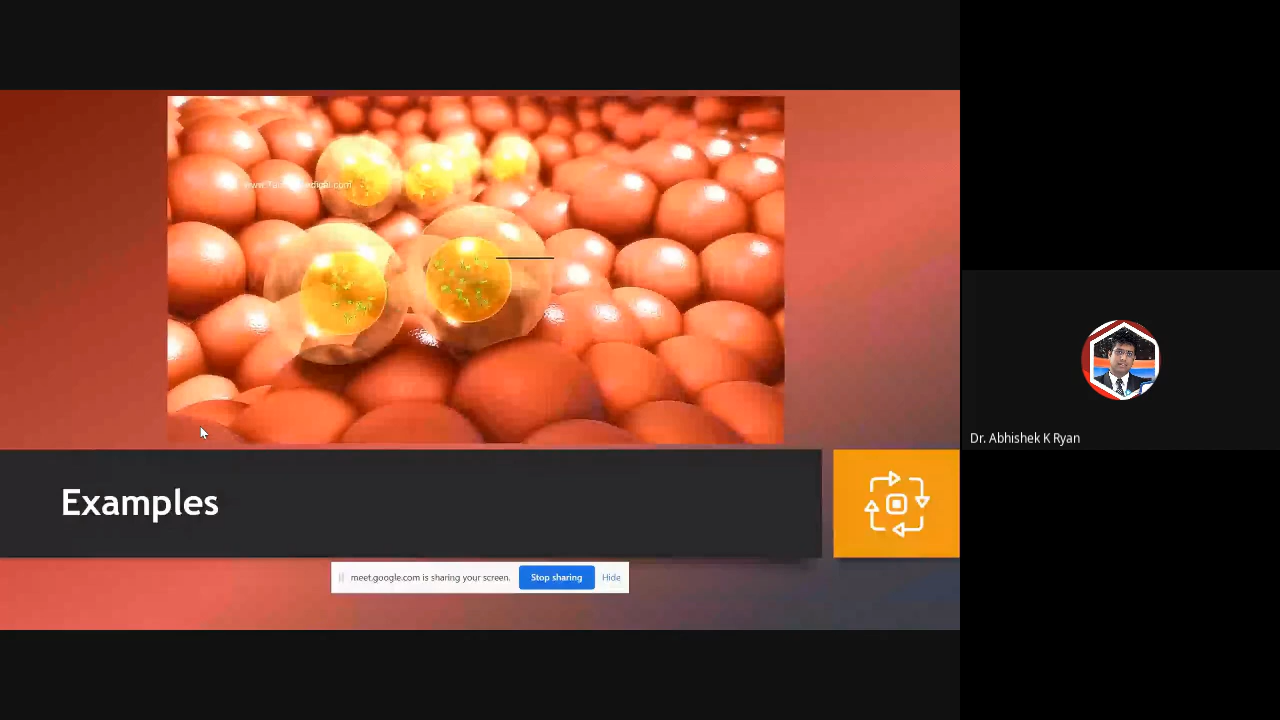 Examples
meet.google.com is sharing your screen. Stop sharing Hide
Dr. Abhishek K Ryan